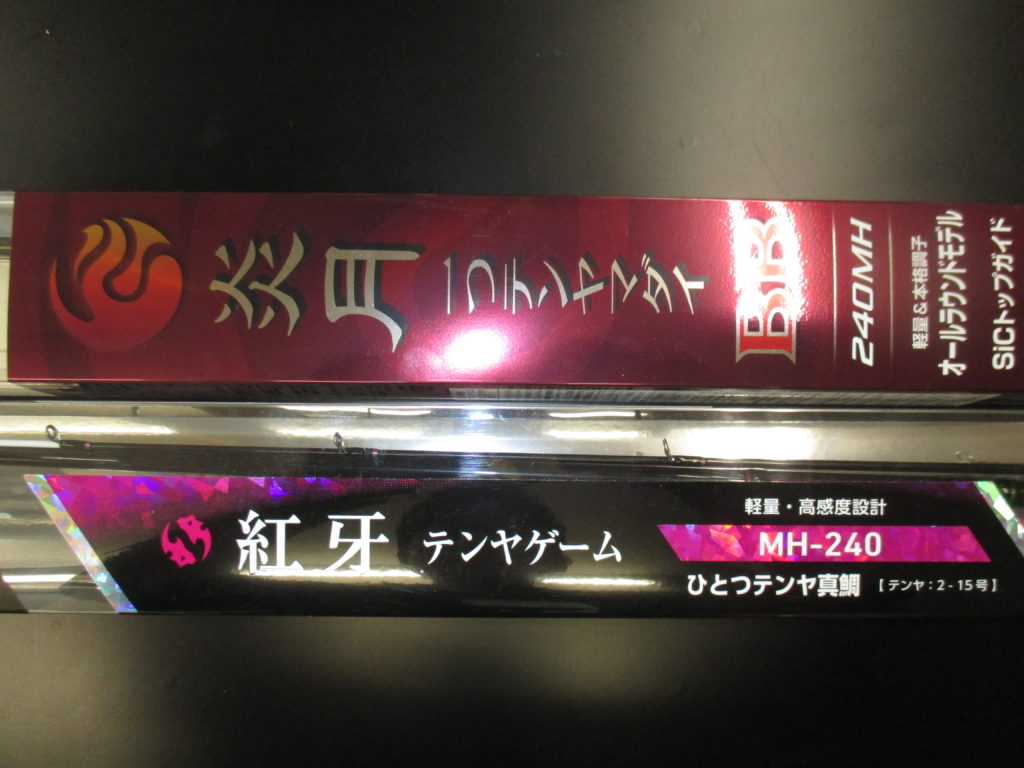 炎月
一つテンヤマダイ
BR
240MH
軽量&本格調子
オールラウンドモデル
SiCトップガイド
紅牙 テンヤゲーム
軽量・高感度設計
MH-240
ひとつテンヤ真鯛 【テンヤ：2-15号】